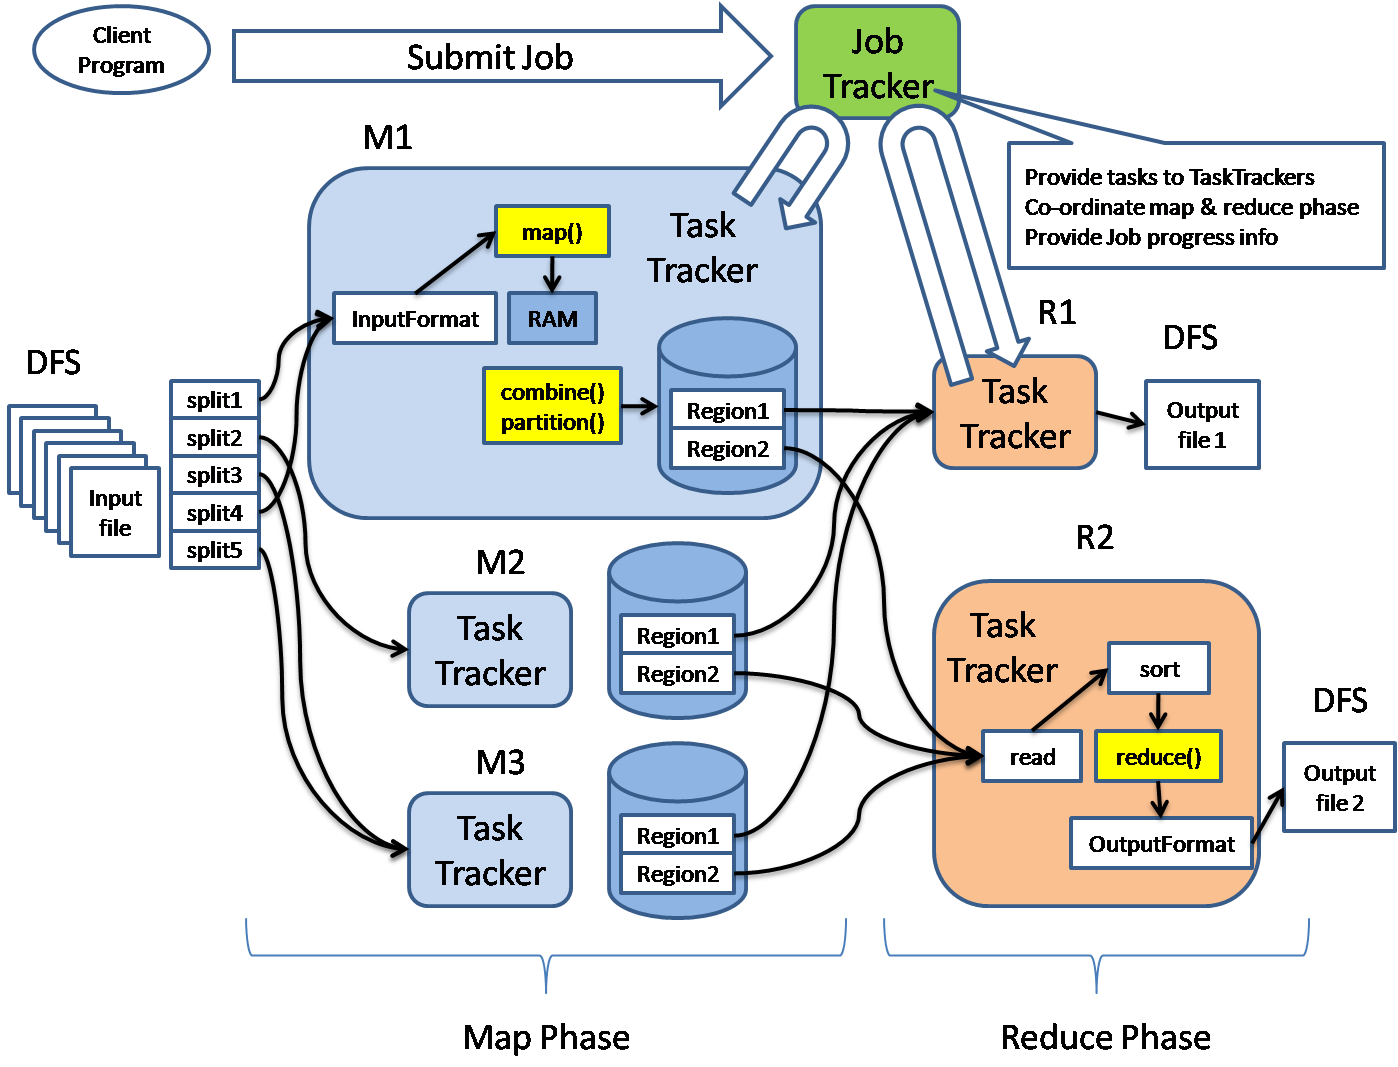 Client
Program
Submit Job
Job
Tracker
Provide tasks to TaskTrackers
Co-ordinate map & reduce phase
Provide Job progress info
M1
Task
Tracker
map()
InputFormat
RAM
combine()
partition()
Region1
Region2
DFS
Input
file
split1
split2
split3
split4
split5
M2
Task
Tracker
Region1
Region2
M3
Task
Tracker
Region1
Region2
R1
Task
Tracker
DFS
Output
file 1
R2
Task
Tracker
sort
read
reduce()
OutputFormat
DFS
Output
file 2
Map Phase
Reduce Phase